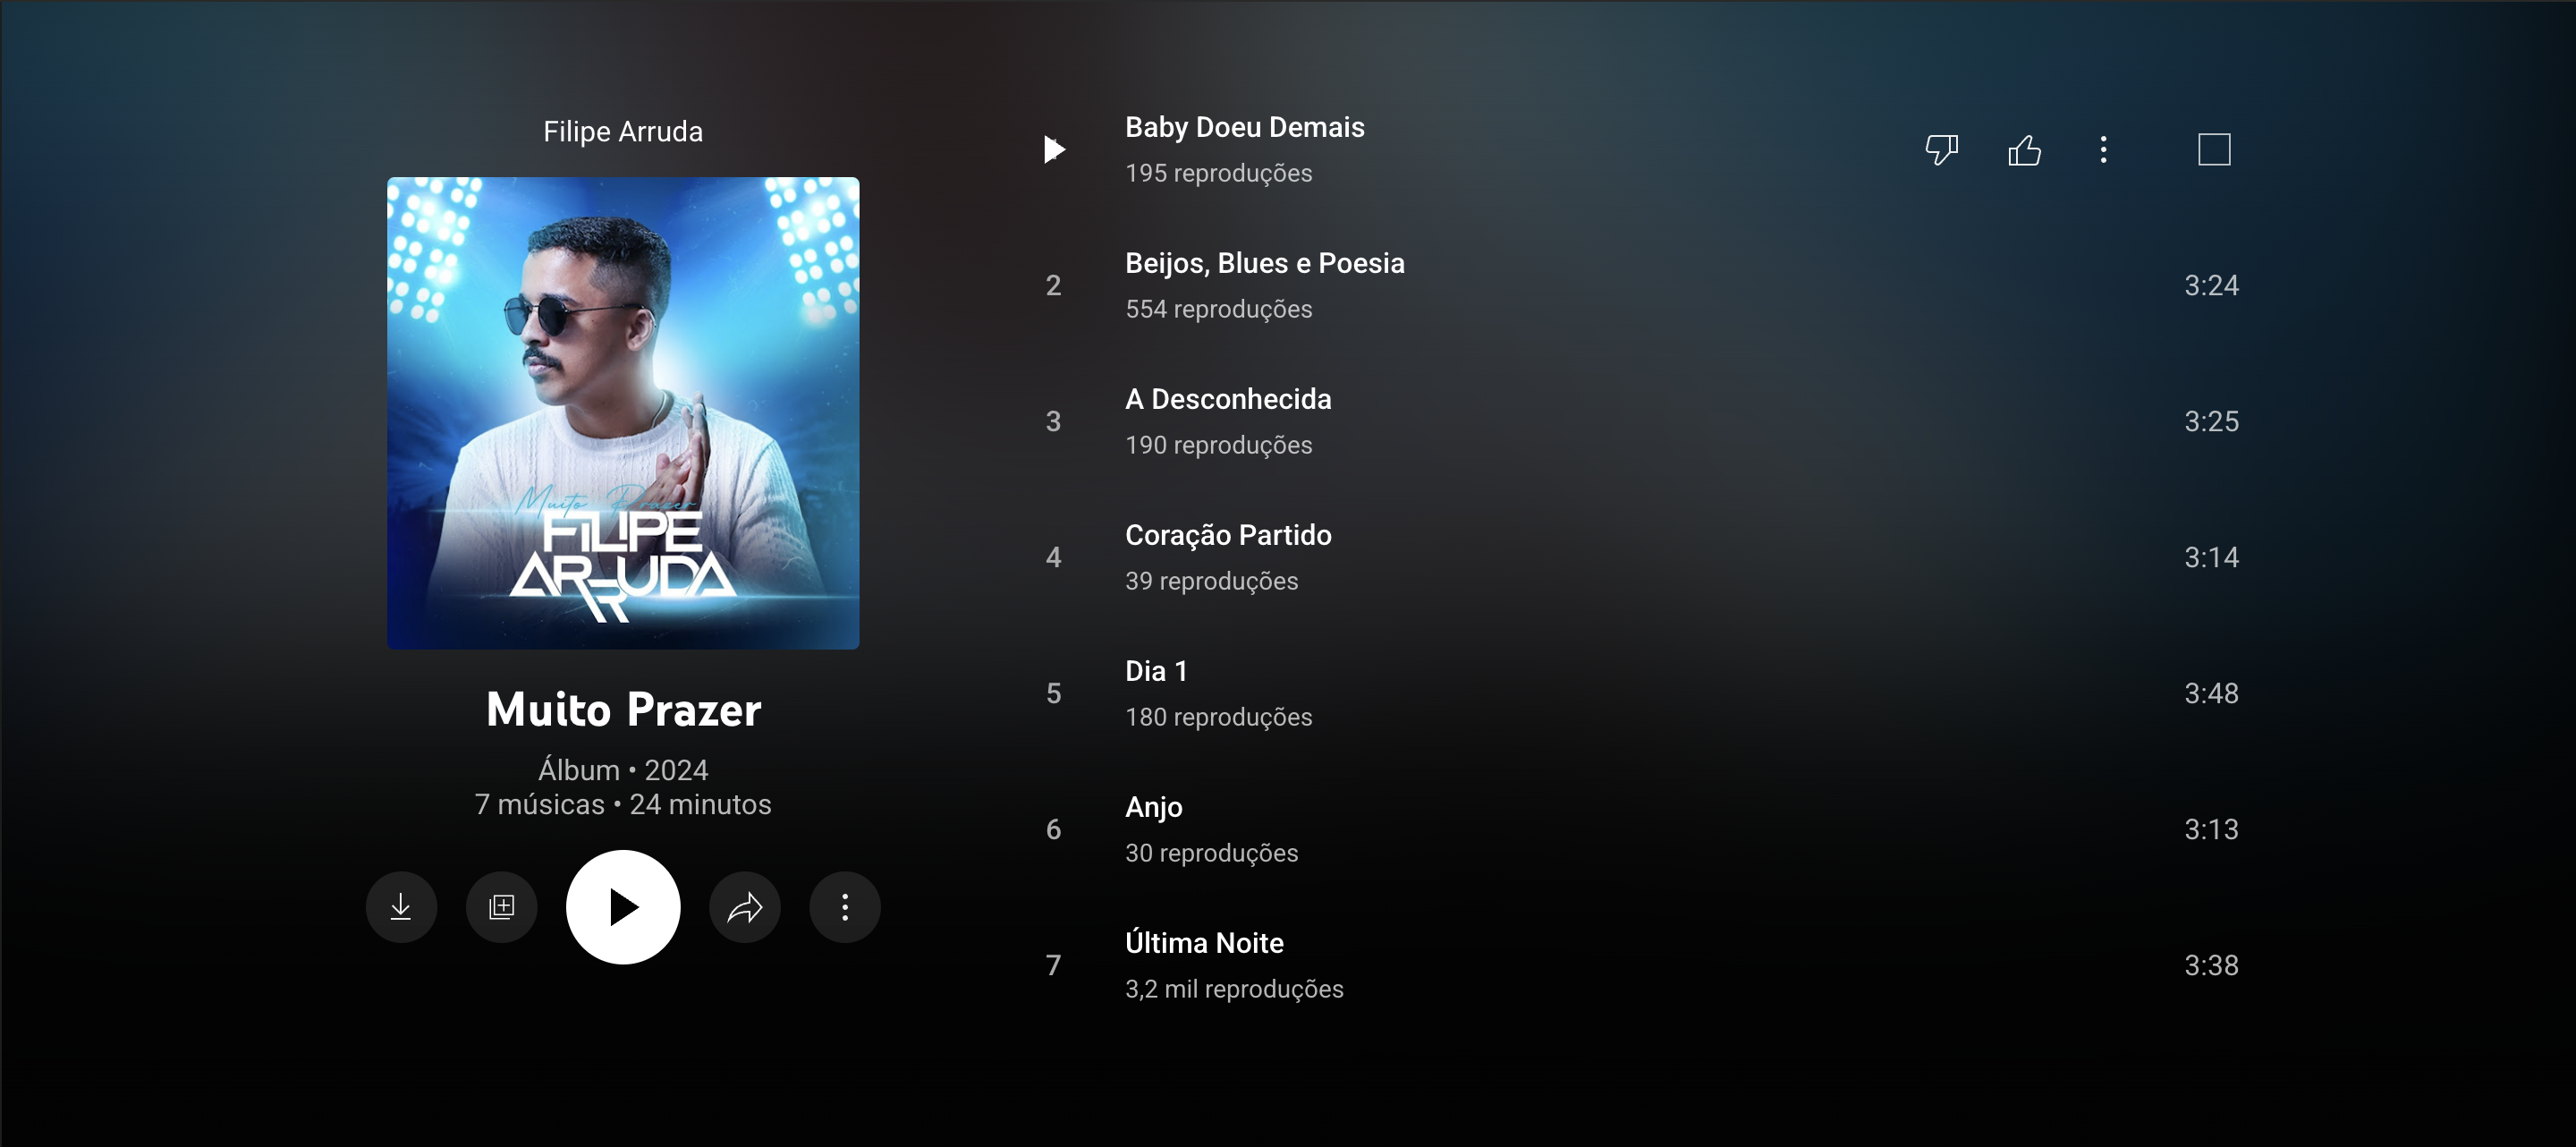 Filipe Arruda
Muito Prazer
FILIPE
ARRUDA
Muito Prazer
Álbum • 2024
7 músicas • 24 minutos
Baby Doeu Demais
195 reproduções
2
Beijos, Blues e Poesia
554 reproduções
3:24
3
A Desconhecida
190 reproduções
3:25
4
Coração Partido
39 reproduções
3:14
5
Dia 1
180 reproduções
3:48
6
Anjo
30 reproduções
3:13
7
Última Noite
3,2 mil reproduções
3:38